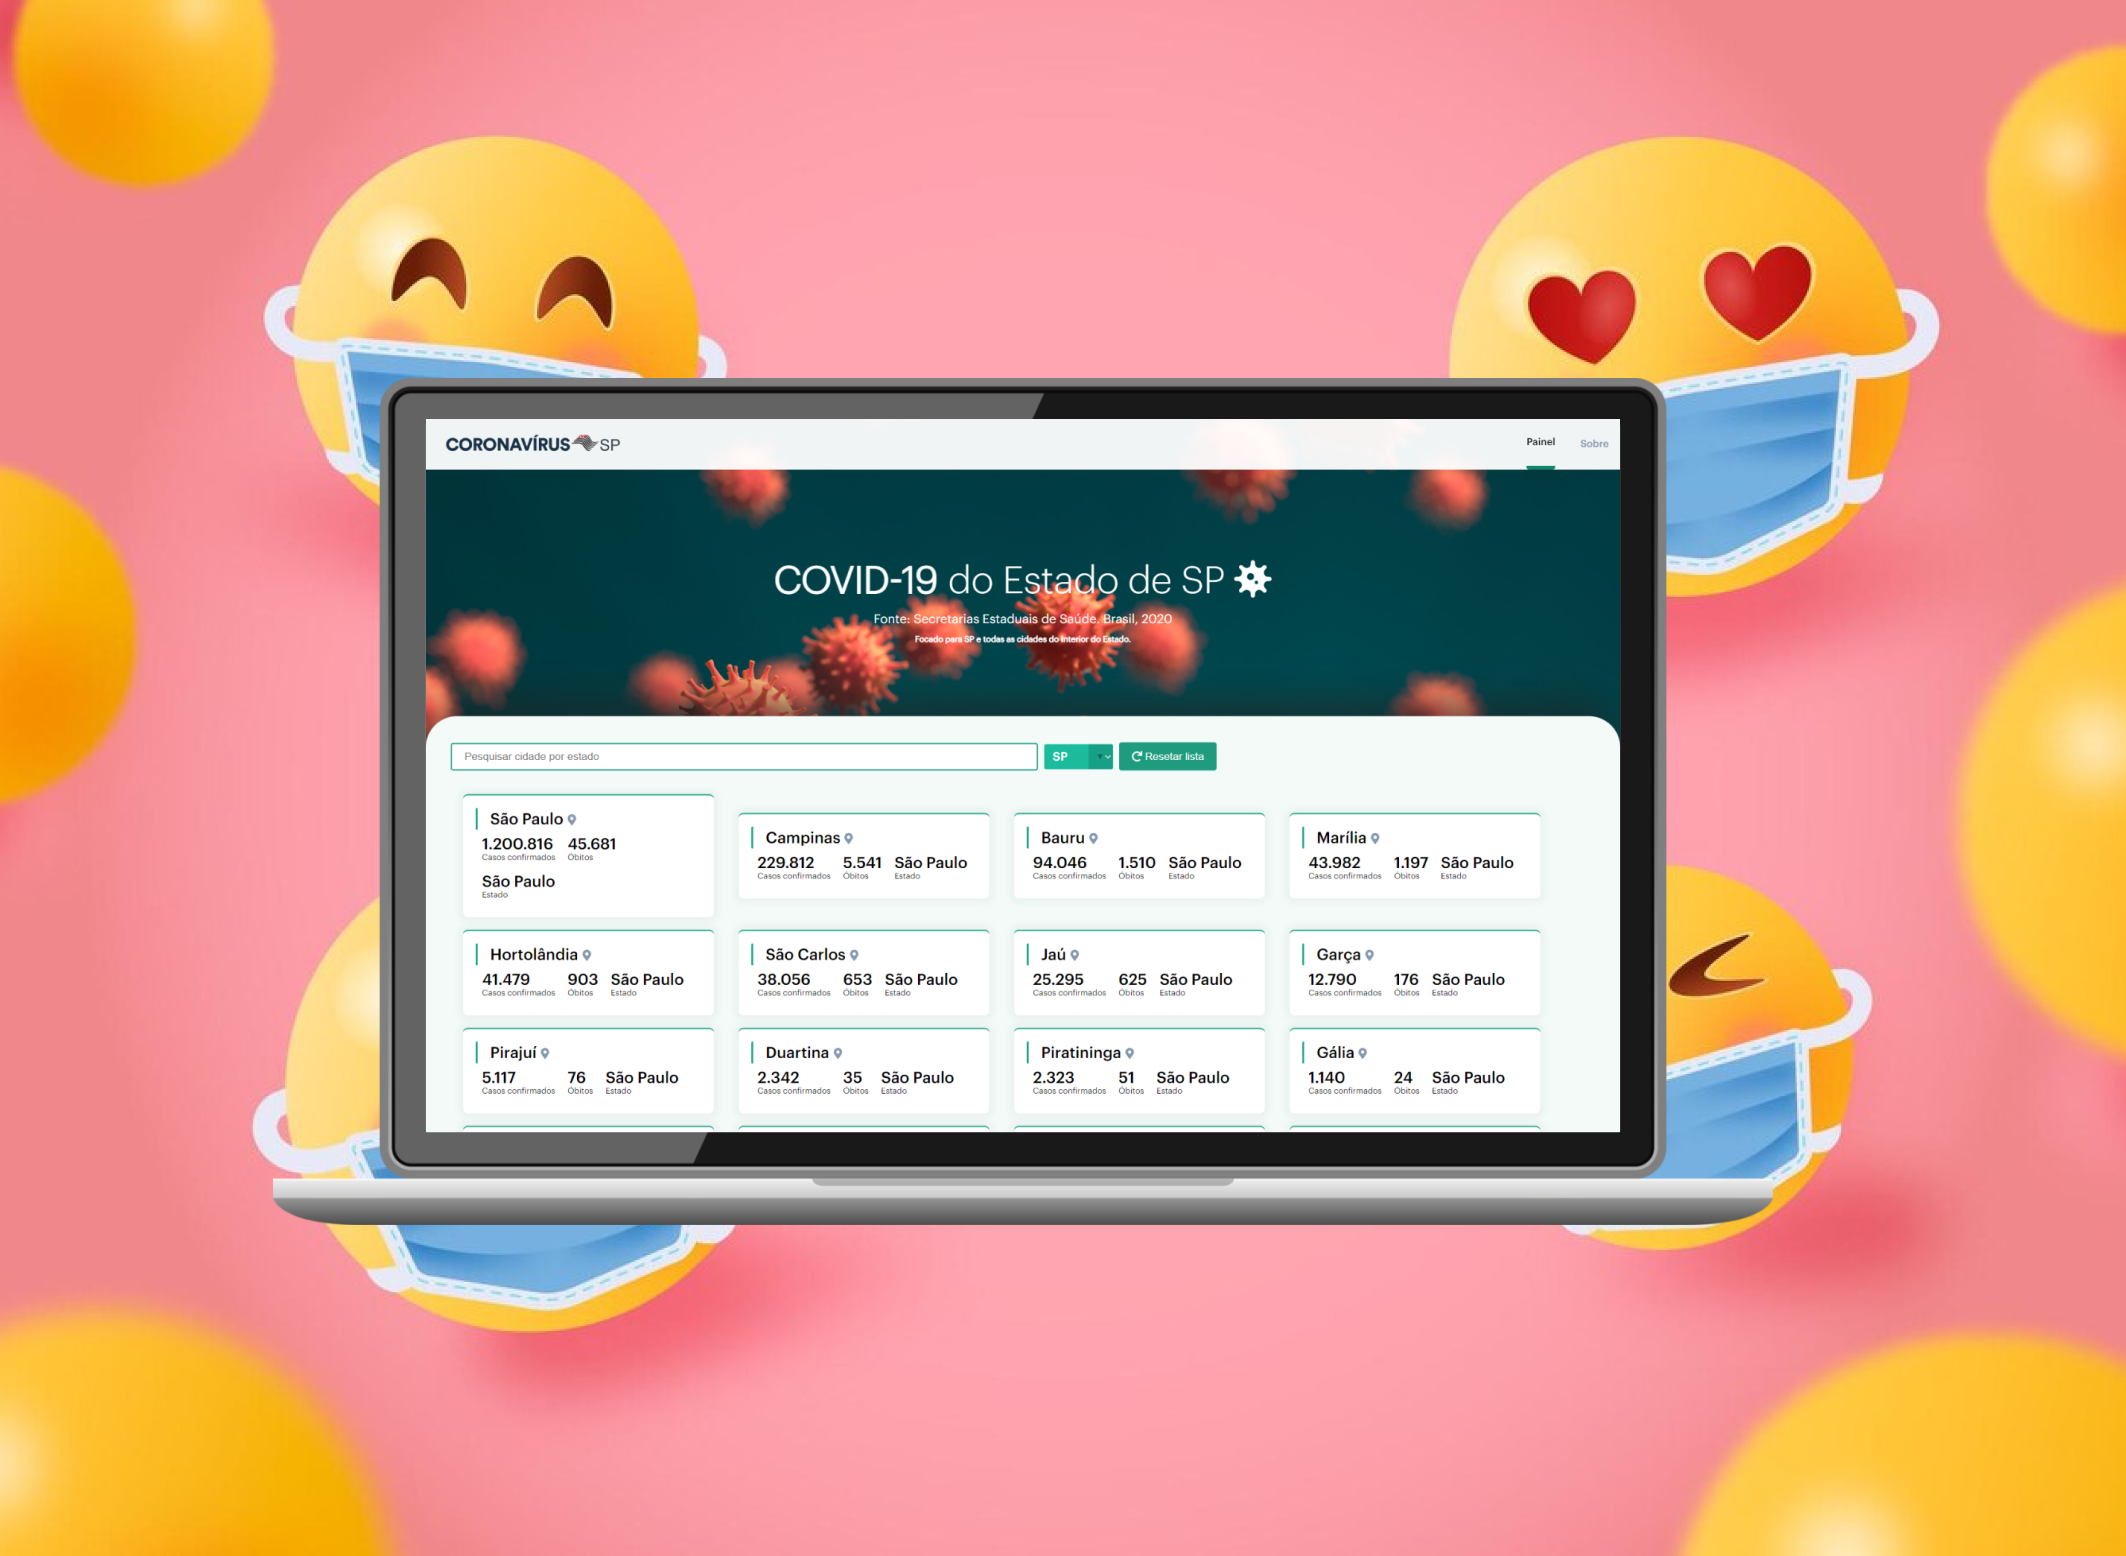 CORONAVÍRUS SP
Painel Sobre
COVID-19 do Estado de SP
Fonte: Secretarias Estaduais de Saúde. Brasil, 2020
Focado para SP e todas as cidades do Interior do Estado.
Pesquisar cidade por estado
SP
Resetar lista
São Paulo
1.200.816 45.681
Casos confirmados Óbitos
São Paulo
Estado
Campinas
229.812 5.541 São Paulo
Casos confirmados Óbitos Estado
Bauru
94.046 1.510 São Paulo
Casos confirmados Óbitos Estado
Marília
43.982 1.197 São Paulo
Casos confirmados Óbitos Estado
Hortolândia
41.479 903 São Paulo
Casos confirmados Óbitos Estado
São Carlos
38.056 653 São Paulo
Casos confirmados Óbitos Estado
Jaú
25.295 625 São Paulo
Casos confirmados Óbitos Estado
Garça
12.790 176 São Paulo
Casos confirmados Óbitos Estado
Pirajuí
5.117 76 São Paulo
Casos confirmados Óbitos Estado
Duartina
2.342 35 São Paulo
Casos confirmados Óbitos Estado
Piratininga
2.323 51 São Paulo
Casos confirmados Óbitos Estado
Gália
1.140 24 São Paulo
Casos confirmados Óbitos Estado